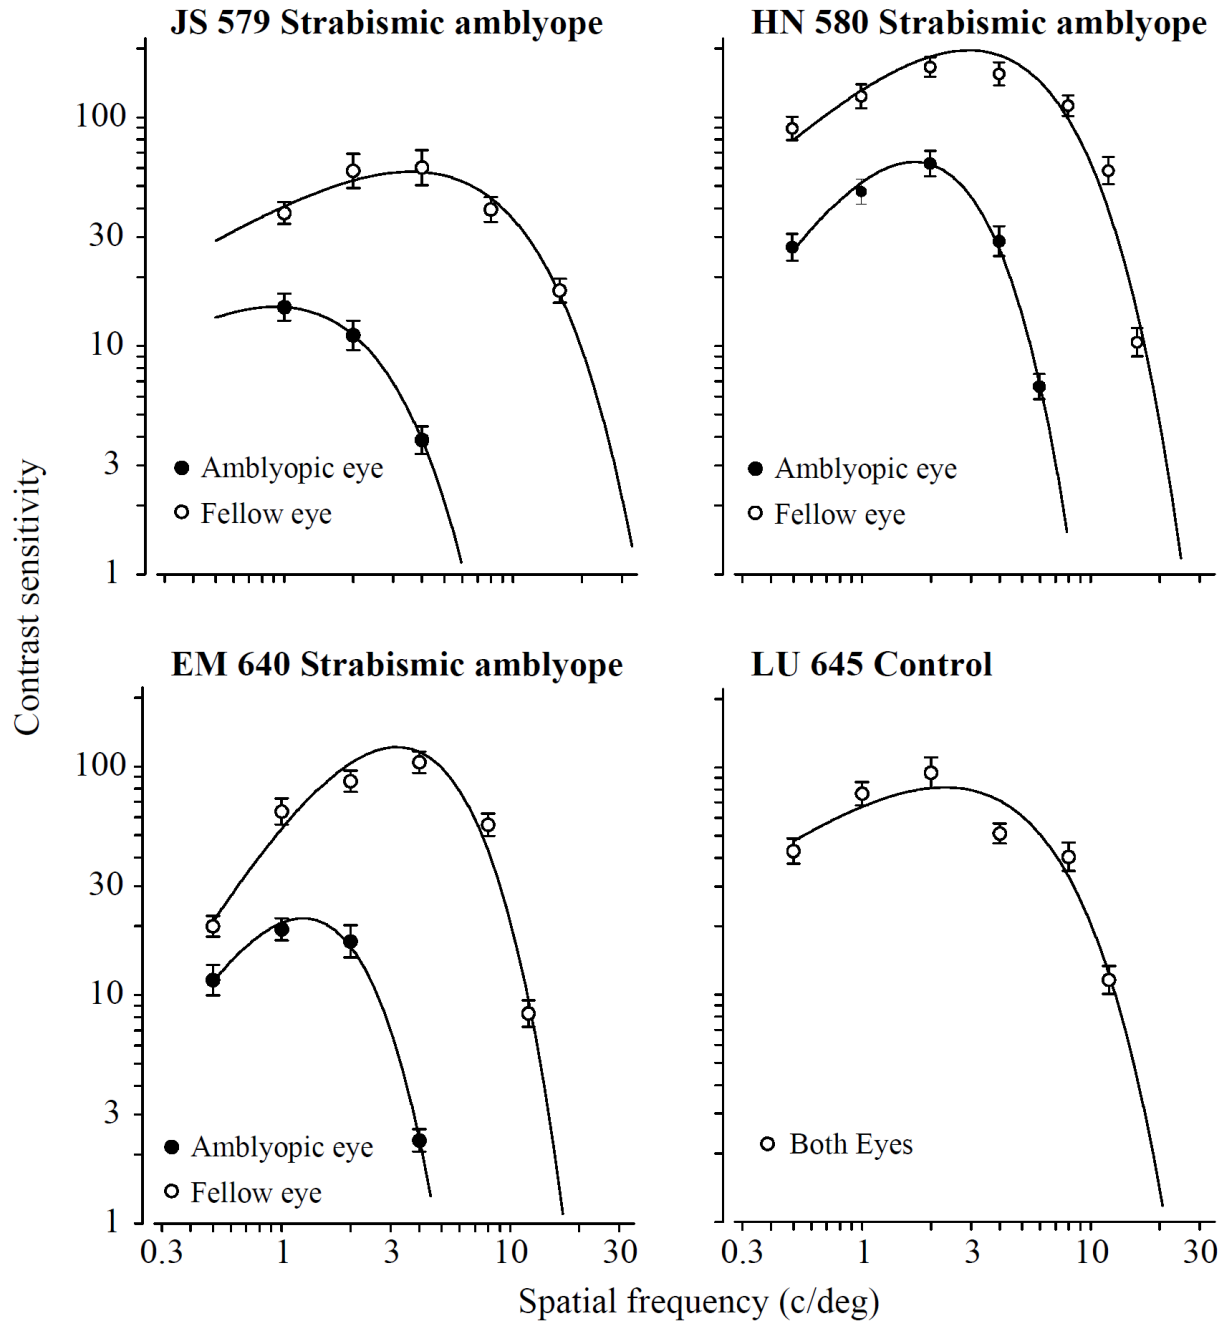 JS 579 Strabismic amblyope
HN 580 Strabismic amblyope
100
30
10
3
1
Amblyopic eye
Fellow eye
Amblyopic eye
Fellow eye
Contrast sensitivity
EM 640 Strabismic amblyope
LU 645 Control
100
30
10
3
1
Amblyopic eye
Fellow eye
Both Eyes
0.3 1 3 10 30
0.3 1 3 10 30
Spatial frequency (c/deg)